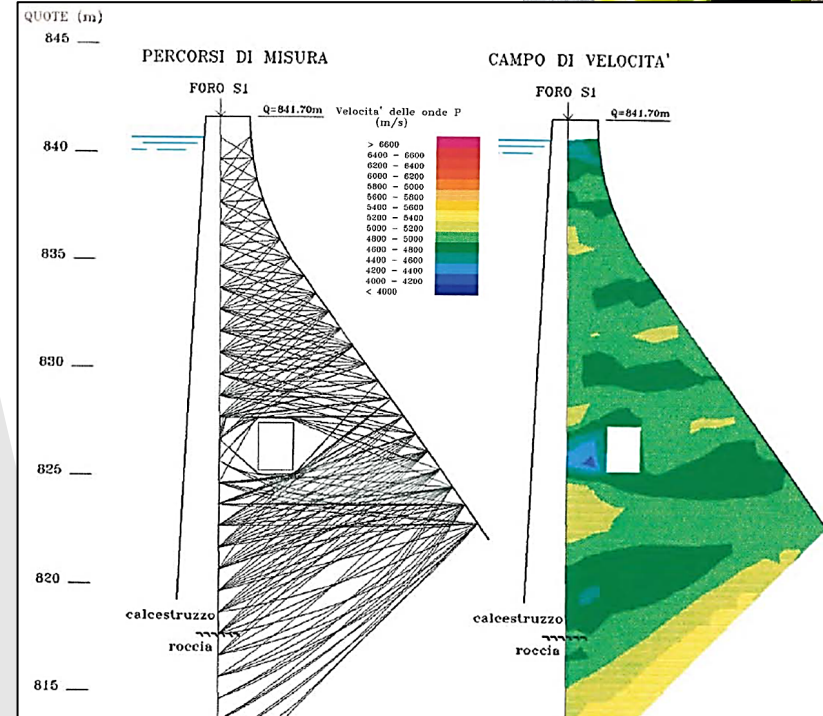 QUOTE (m)
845
840
835
830
825
820
815
PERCORSI DI MISURA
FORO S1
Q=841.70m
Velocita' delle onde P
(m/s)
> 6600
6400 - 6600
6200 - 6400
6000 - 6200
5800 - 5000
5600 - 5800
5400 - 5600
5200 - 5400
5000 - 5200
4800 - 5000
4600 - 4800
4400 - 4600
4200 - 4400
4000 - 4200
< 4000
calcestruzzo
roccia
CAMPO DI VELOCITA'
FORO S1
Q=841.70m
calcestruzzo
roccia